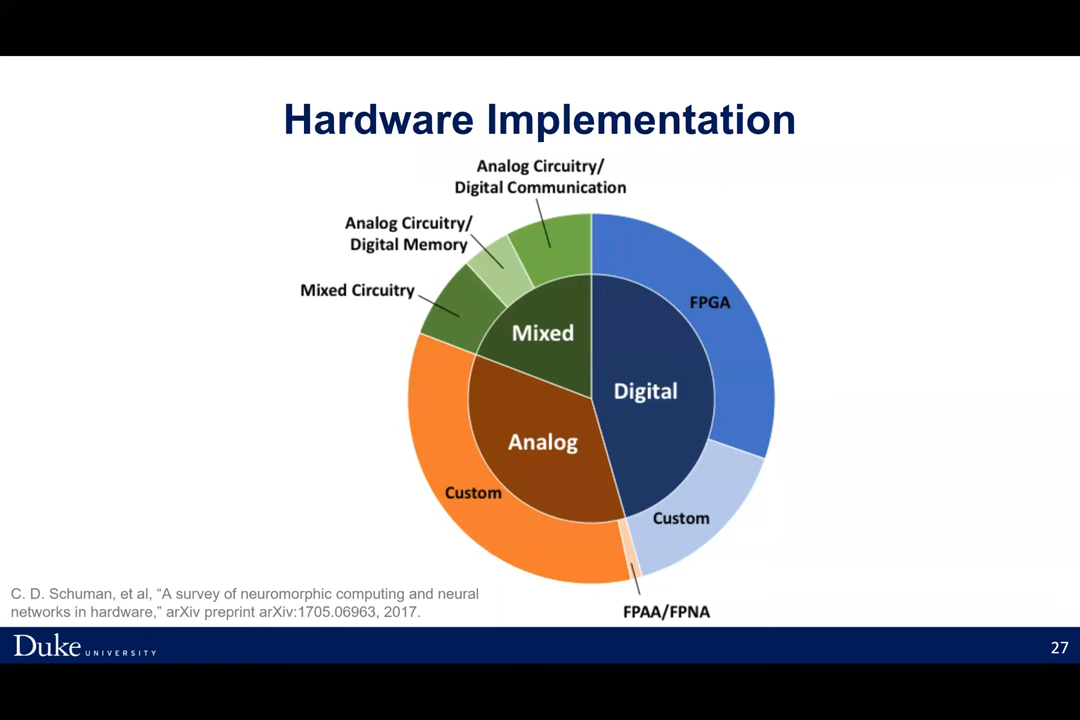 Hardware Implementation
Analog Circuitry/
Digital Communication
Analog Circuitry/
Digital Memory
Mixed Circuitry
FPGA
Mixed
Digital
Analog
Custom
Custom
FPAA/FPNA
C. D. Schuman, et al, “A survey of neuromorphic computing and neural
networks in hardware,” arXiv preprint arXiv:1705.06963, 2017.
Duke UNIVERSITY
27